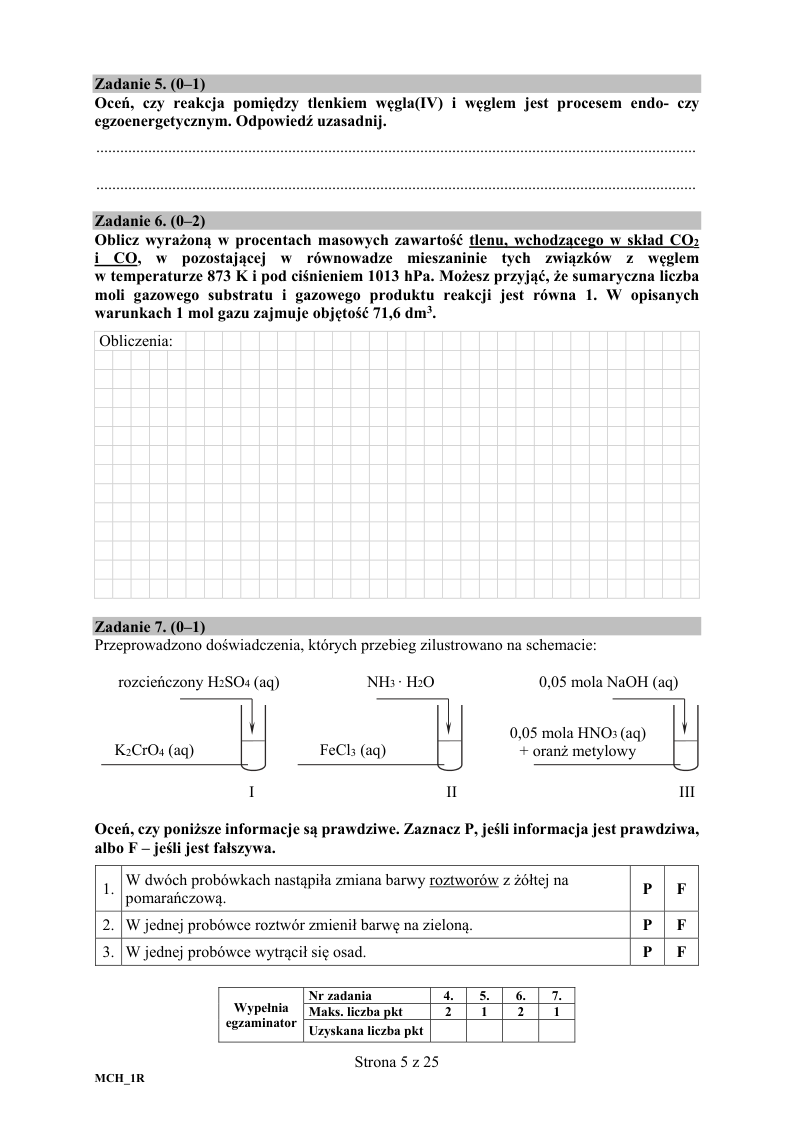 Zadanie 5. (0–1)
Oceń, czy reakcja pomiędzy tlenkiem węgla(IV) i węglem jest procesem endo- czy
egzoenergetycznym. Odpowiedź uzasadnij.
......................................................................................................................................................
......................................................................................................................................................
Zadanie 6. (0–2)
Oblicz wyrażoną w procentach masowych zawartość tlenu, wchodzącego w skład CO₂
i CO, w pozostającej w równowadze mieszaninie tych związków z węglem
w temperaturze 873 K i pod ciśnieniem 1013 hPa. Możesz przyjąć, że sumaryczna liczba
moli gazowego substratu i gazowego produktu reakcji jest równa 1. W opisanych
warunkach 1 mol gazu zajmuje objętość 71,6 dm³.
Obliczenia:
Zadanie 7. (0–1)
Przeprowadzono doświadczenia, których przebieg zilustrowano na schemacie:
rozcieńczony H₂SO₄ (aq)
K₂CrO₄ (aq)
I
NH₃ · H₂O
FeCl₃ (aq)
II
0,05 mola NaOH (aq)
0,05 mola HNO₃ (aq)
+ oranż metylowy
III
Oceń, czy poniższe informacje są prawdziwe. Zaznacz P, jeśli informacja jest prawdziwa,
albo F – jeśli jest fałszywa.
1. W dwóch probówkach nastąpiła zmiana barwy roztworów z żółtej na
pomarańczową. P F
2. W jednej probówce roztwór zmienił barwę na zieloną. P F
3. W jednej probówce wytrącił się osad. P F
Wypełnia
egzaminator
Nr zadania 4. 5. 6. 7.
Maks. liczba pkt 2 1 2 1
Uzyskana liczba pkt
Strona 5 z 25
MCH_1R